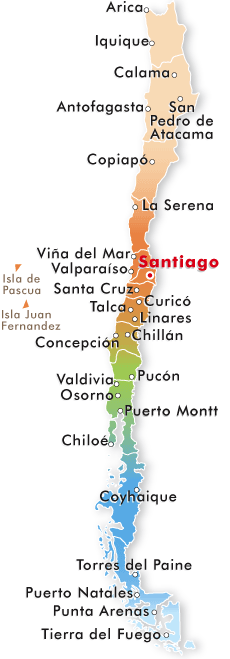 Arica
Iquique
Calama
Antofagasta
San
Pedro de
Atacama
Copiapó
La Serena
Viña del Mar
Santiago
Valparaíso
Isla de
Pascua
Santa Cruz
Curicó
Talca
Isla Juan
Fernandez
Linares
Chillán
Concepción
Pucón
Valdivia
Osorno
Puerto Montt
Chiloé
Coyhaique
Torres del Paine
Puerto Natales
Punta Arenas
Tierra del Fuego